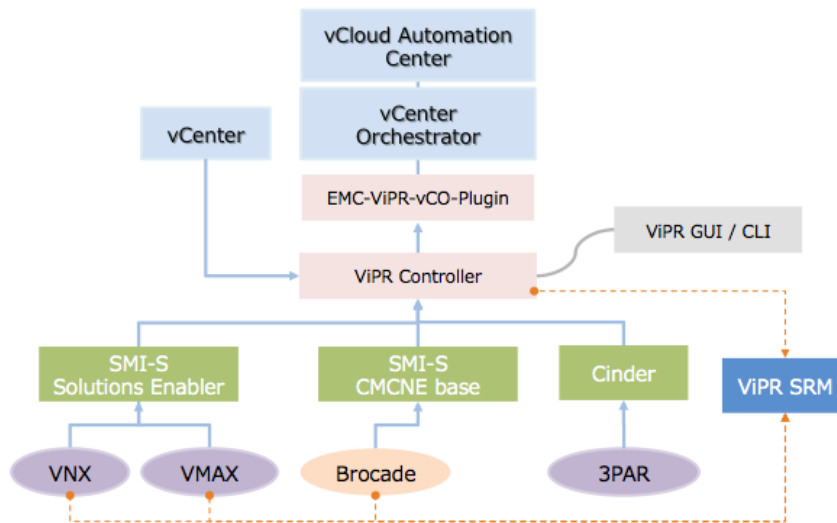 vCloud Automation
Center
vCenter
vCenter
Orchestrator
EMC-ViPR-vCO-Plugin
ViPR GUI / CLI
ViPR Controller
SMI-S
Solutions Enabler
SMI-S
CMCNE base
Cinder
ViPR SRM
VNX
VMAX
Brocade
3PAR